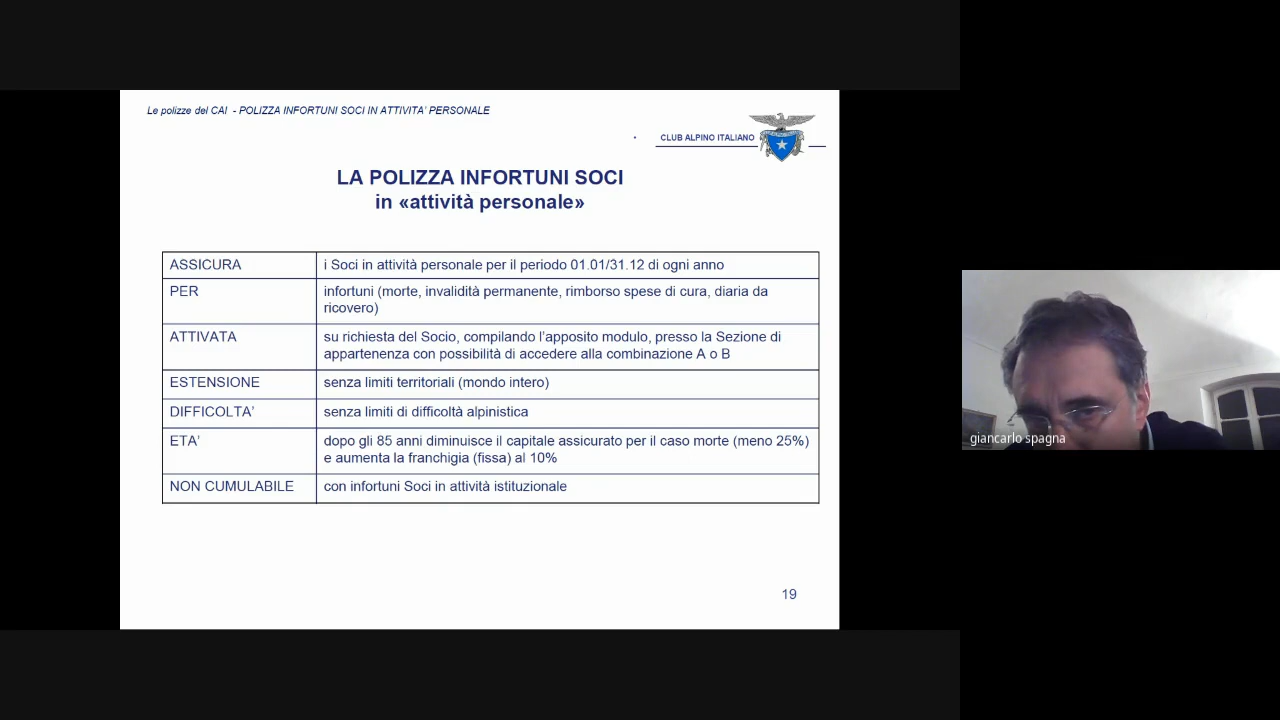 Le polizze del CAI - POLIZZA INFORTUNI SOCI IN ATTIVITA' PERSONALE
CLUB ALPINO ITALIANO
LA POLIZZA INFORTUNI SOCI
in «attività personale»
ASSICURA
i Soci in attività personale per il periodo 01.01/31.12 di ogni anno
PER
infortuni (morte, invalidità permanente, rimborso spese di cura, diaria da
ricovero)
ATTIVATA
su richiesta del Socio, compilando l'apposito modulo, presso la Sezione di
appartenenza con possibilità di accedere alla combinazione A o B
ESTENSIONE
senza limiti territoriali (mondo intero)
DIFFICOLTA'
senza limiti di difficoltà alpinistica
ETA'
dopo gli 85 anni diminuisce il capitale assicurato per il caso morte (meno 25%)
e aumenta la franchigia (fissa) al 10%
NON CUMULABILE
con infortuni Soci in attività istituzionale
19
giancarlo spagna